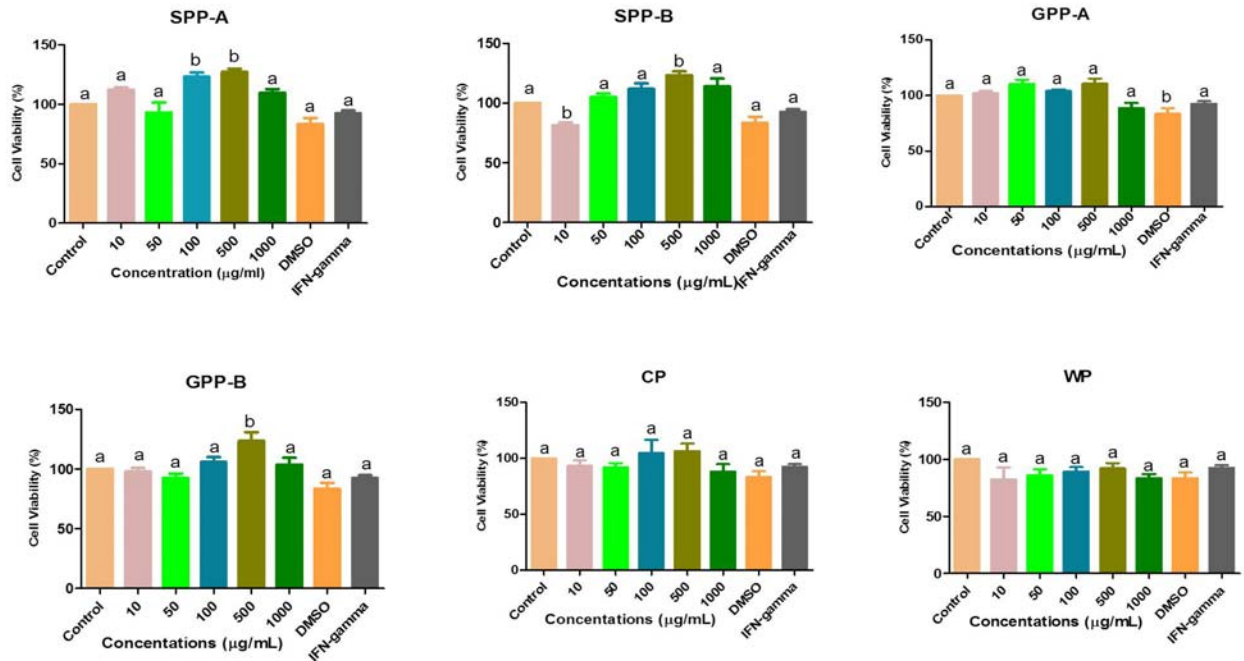 SPP-A
Cell Viability (%)
150
100
50
0
a a a b b a a a
Control 10 50 100 500 1000 DMSO IFN-gamma
Concentration (µg/ml)
SPP-B
Cell Viability (%)
150
100
50
0
a b a a b a a a
Control 10 50 100 500 1000 DMSO IFN-gamma
Concentations (µg/mL)
GPP-A
Cell Viability (%)
150
100
50
0
a a a a a a b a
Control 10 50 100 500 1000 DMSO IFN-gamma
Concentations (µg/mL)
GPP-B
Cell Viability (%)
150
100
50
0
a a a a b a a a
Control 10 50 100 500 1000 DMSO IFN-gamma
Concentations (µg/mL)
CP
Cell Viability (%)
150
100
50
0
a a a a a a a a
Control 10 50 100 500 1000 DMSO IFN-gamma
Concentations (µg/mL)
WP
Cell Viability (%)
150
100
50
0
a a a a a a a a
Control 10 50 100 500 1000 DMSO IFN-gamma
Concentations (µg/mL)